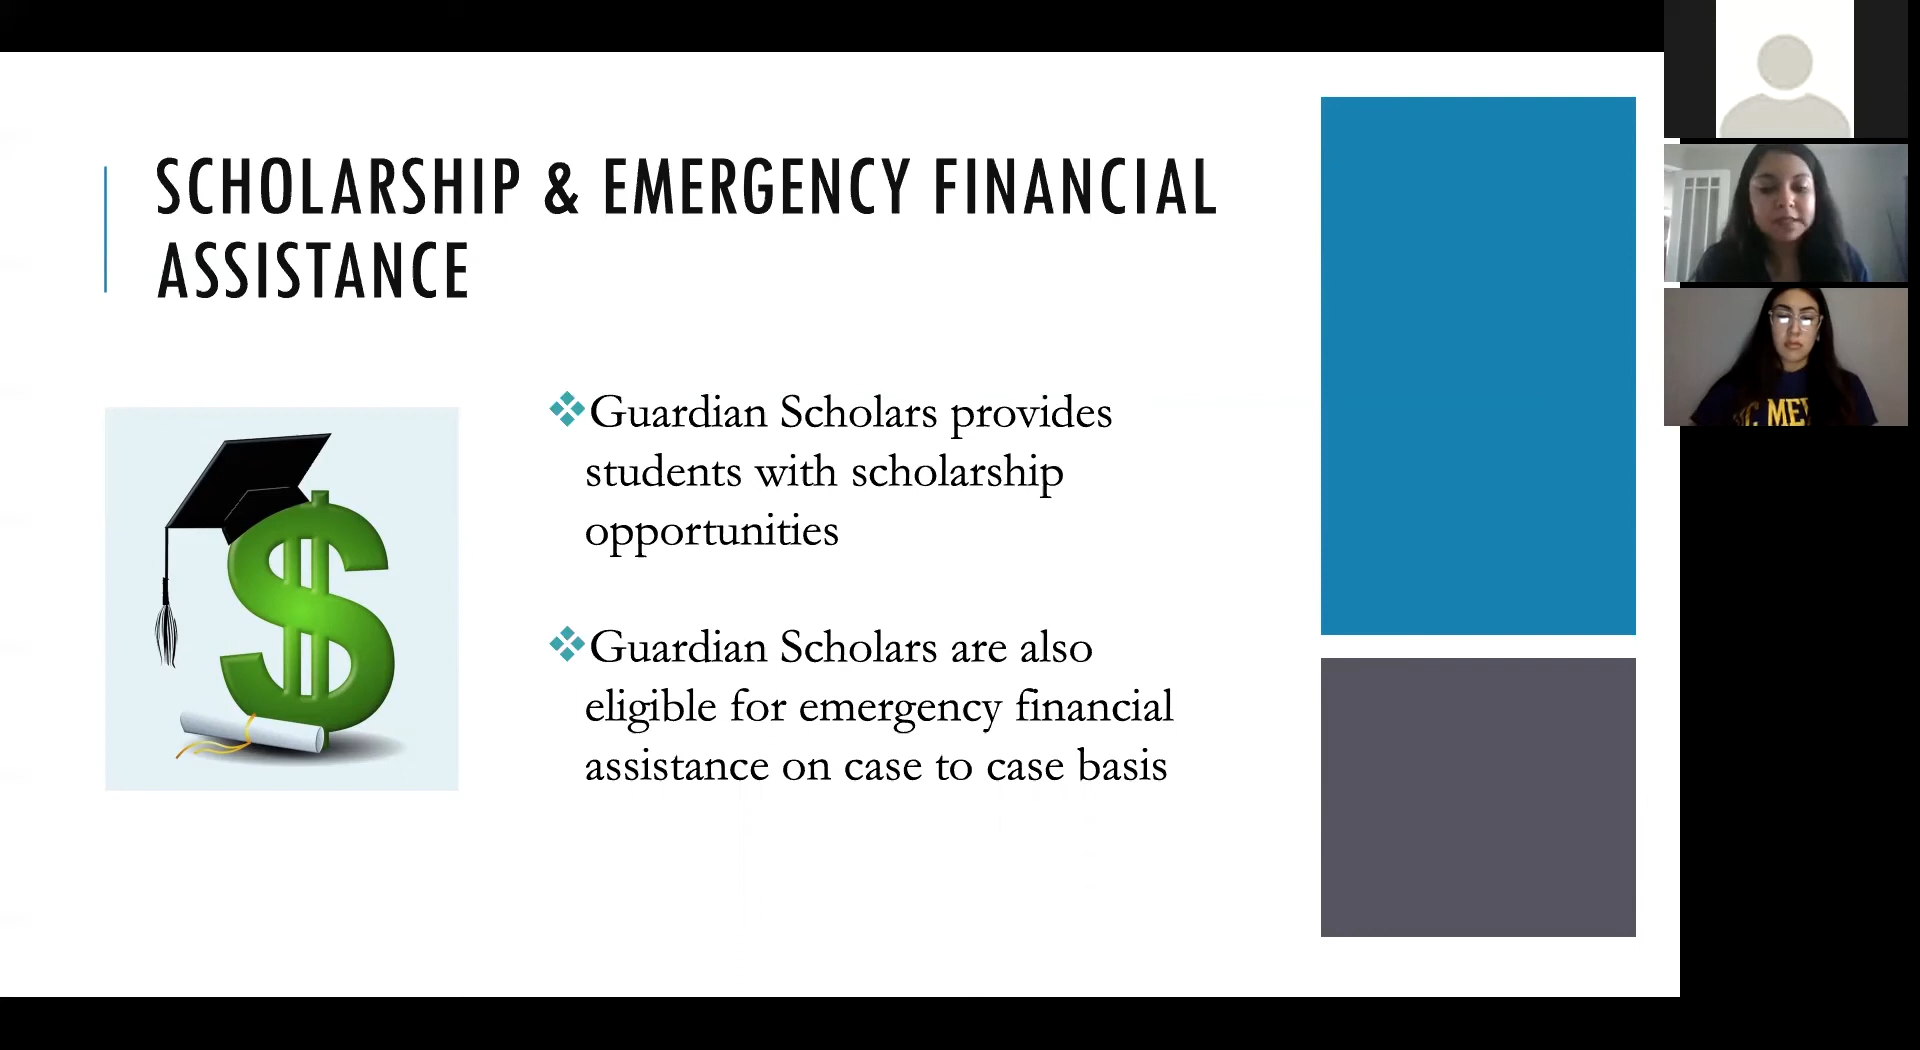 SCHOLARSHIP & EMERGENCY FINANCIAL
ASSISTANCE
❖Guardian Scholars provides
students with scholarship
opportunities
❖Guardian Scholars are also
eligible for emergency financial
assistance on case to case basis